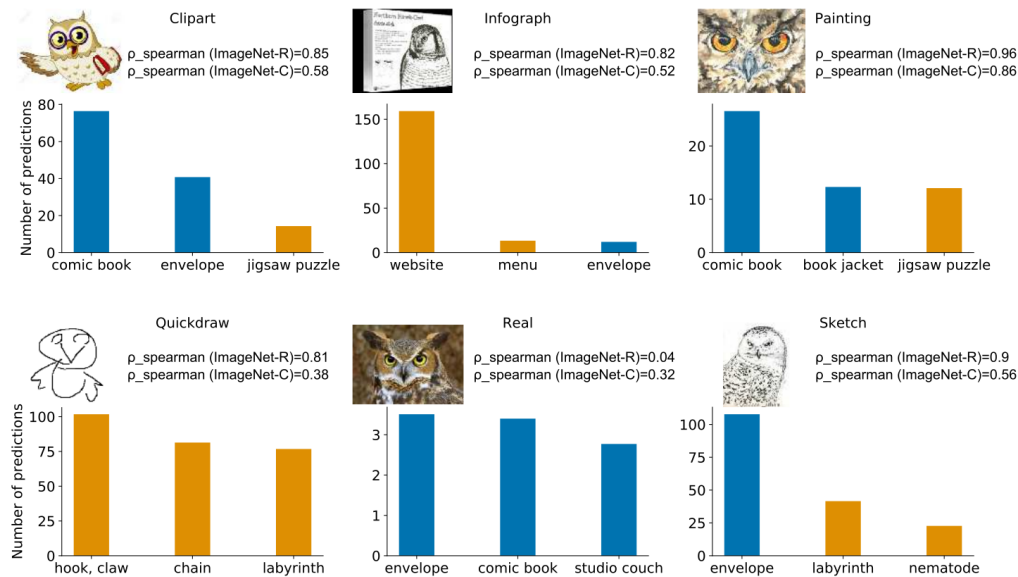 Clipart
ρ_spearman (ImageNet-R)=0.85
ρ_spearman (ImageNet-C)=0.58
Number of predictions
80
60
40
20
0
comic book envelope jigsaw puzzle
Infograph
ρ_spearman (ImageNet-R)=0.82
ρ_spearman (ImageNet-C)=0.52
150
100
50
0
website menu envelope
Painting
ρ_spearman (ImageNet-R)=0.96
ρ_spearman (ImageNet-C)=0.86
20
10
0
comic book book jacket jigsaw puzzle
Quickdraw
ρ_spearman (ImageNet-R)=0.81
ρ_spearman (ImageNet-C)=0.38
Number of predictions
100
75
50
25
0
hook, claw chain labyrinth
Real
ρ_spearman (ImageNet-R)=0.04
ρ_spearman (ImageNet-C)=0.32
3
2
1
0
envelope comic book studio couch
Sketch
ρ_spearman (ImageNet-R)=0.9
ρ_spearman (ImageNet-C)=0.56
100
75
50
25
0
envelope labyrinth nematode